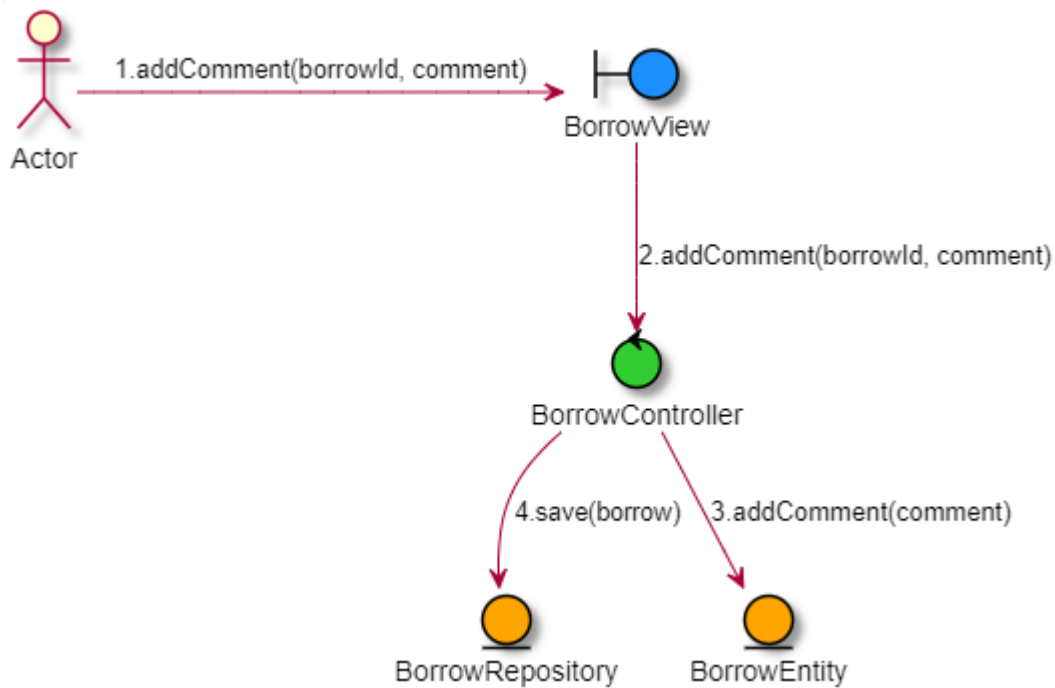 1.addComment(borrowId, comment)
BorrowView
Actor
2.addComment(borrowId, comment)
BorrowController
4.save(borrow)
3.addComment(comment)
BorrowRepository
BorrowEntity